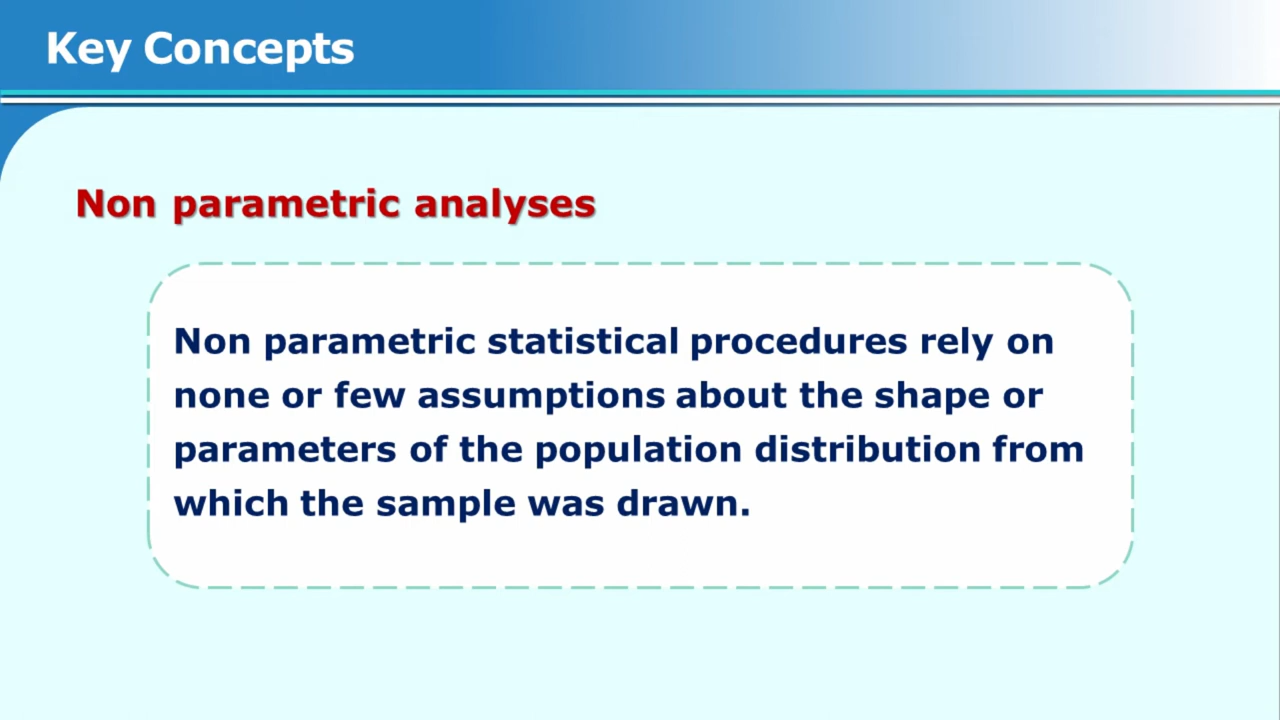 Key Concepts
Non parametric analyses
Non parametric statistical procedures rely on
none or few assumptions about the shape or
parameters of the population distribution from
which the sample was drawn.